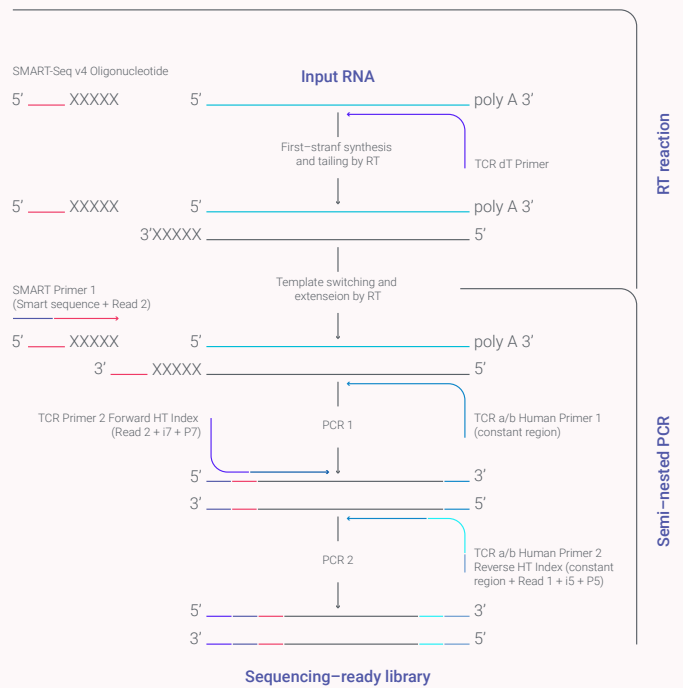 SMART-Seq v4 Oligonucleotide
Input RNA
5’ XXXXX 5’ poly A 3’
First–stranf synthesis
and tailing by RT
TCR dT Primer
RT reaction
5’ XXXXX 5’ poly A 3’
3’XXXXX 5’
Template switching and
extenseion by RT
SMART Primer 1
(Smart sequence + Read 2)
5’ XXXXX 5’ poly A 3’
3’ XXXXX 5’
TCR Primer 2 Forward HT Index
(Read 2 + i7 + P7)
PCR 1
TCR a/b Human Primer 1
(constant region)
Semi–nested PCR
5’ 3’
3’ 5’
PCR 2
TCR a/b Human Primer 2
Reverse HT Index (constant
region + Read 1 + i5 + P5)
5’ 3’
3’ 5’
Sequencing–ready library